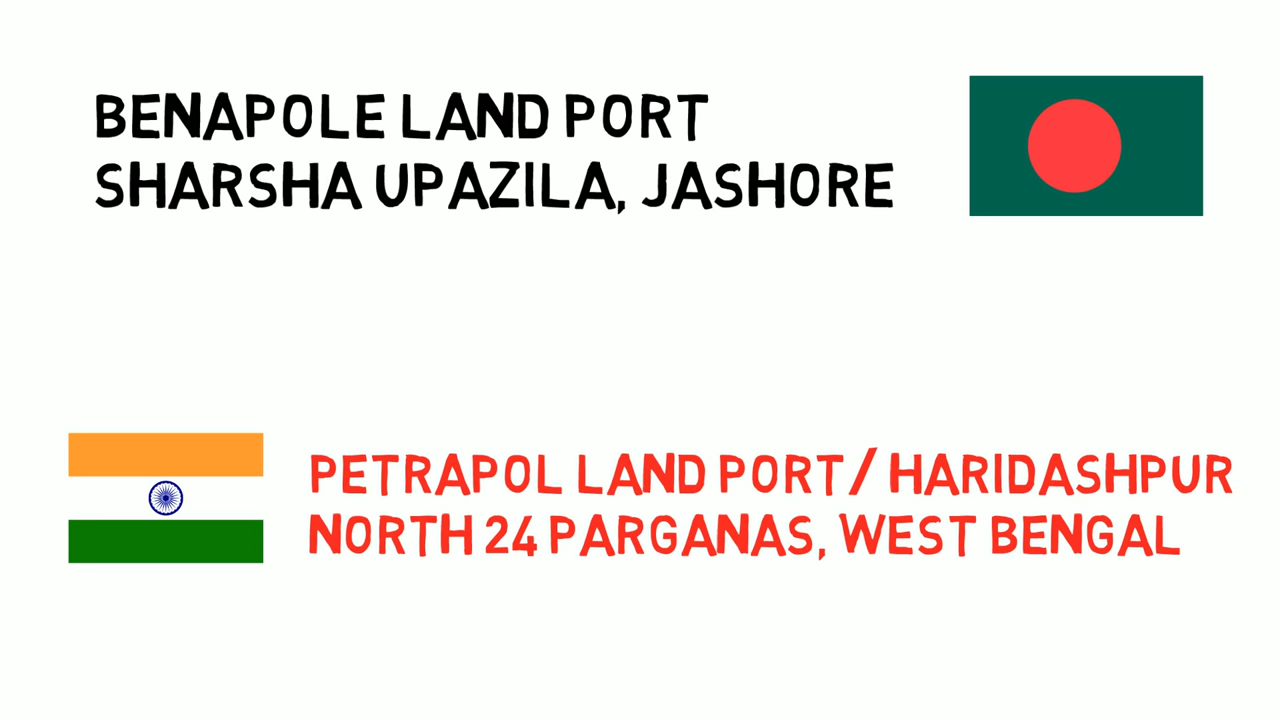 BENAPOLE LAND PORT
SHARSHA UPAZILA, JASHORE
PETRAPOL LAND PORT/ HARIDASHPUR
NORTH 24 PARGANAS, WEST BENGAL